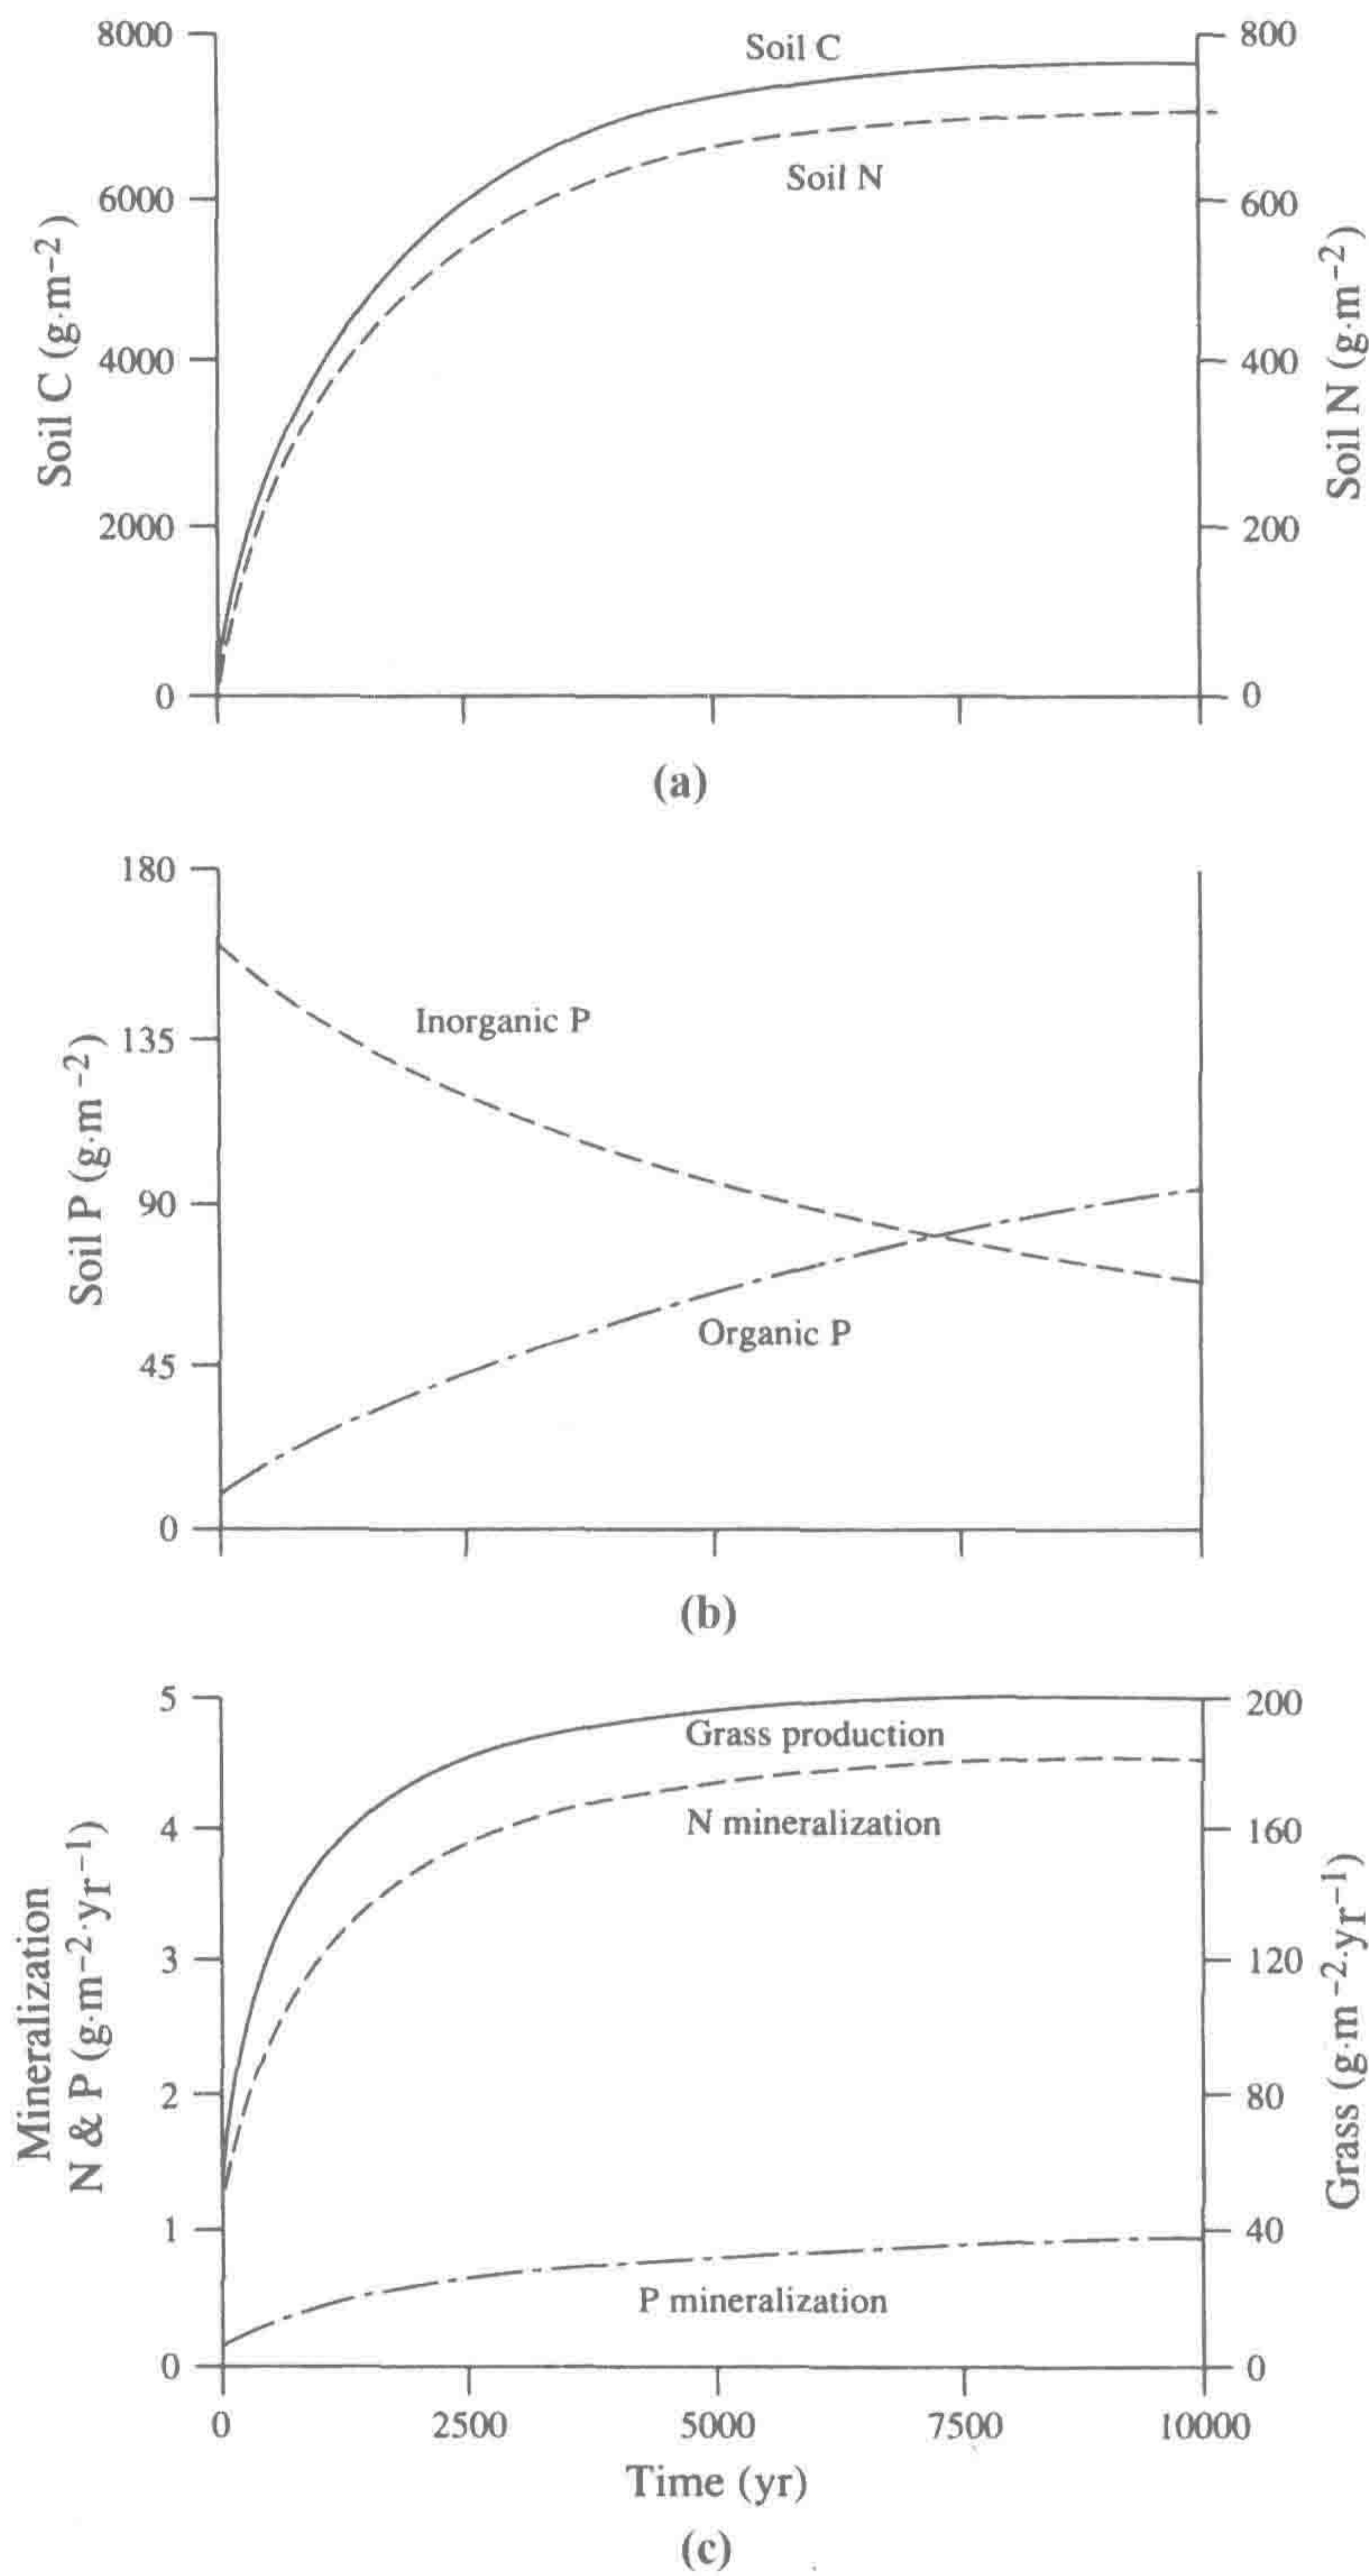 8000
6000
4000
2000
0
Soil C (g·m⁻²)
Soil C
Soil N
800
600
400
200
0
Soil N (g·m⁻²)
(a)
180
135
90
45
0
Soil P (g·m⁻²)
Inorganic P
Organic P
(b)
5
4
3
2
1
0
Mineralization
N & P (g·m⁻²·yr⁻¹)
Grass production
N mineralization
P mineralization
200
160
120
80
40
0
Grass (g·m⁻²·yr⁻¹)
0 2500 5000 7500 10000
Time (yr)
(c)